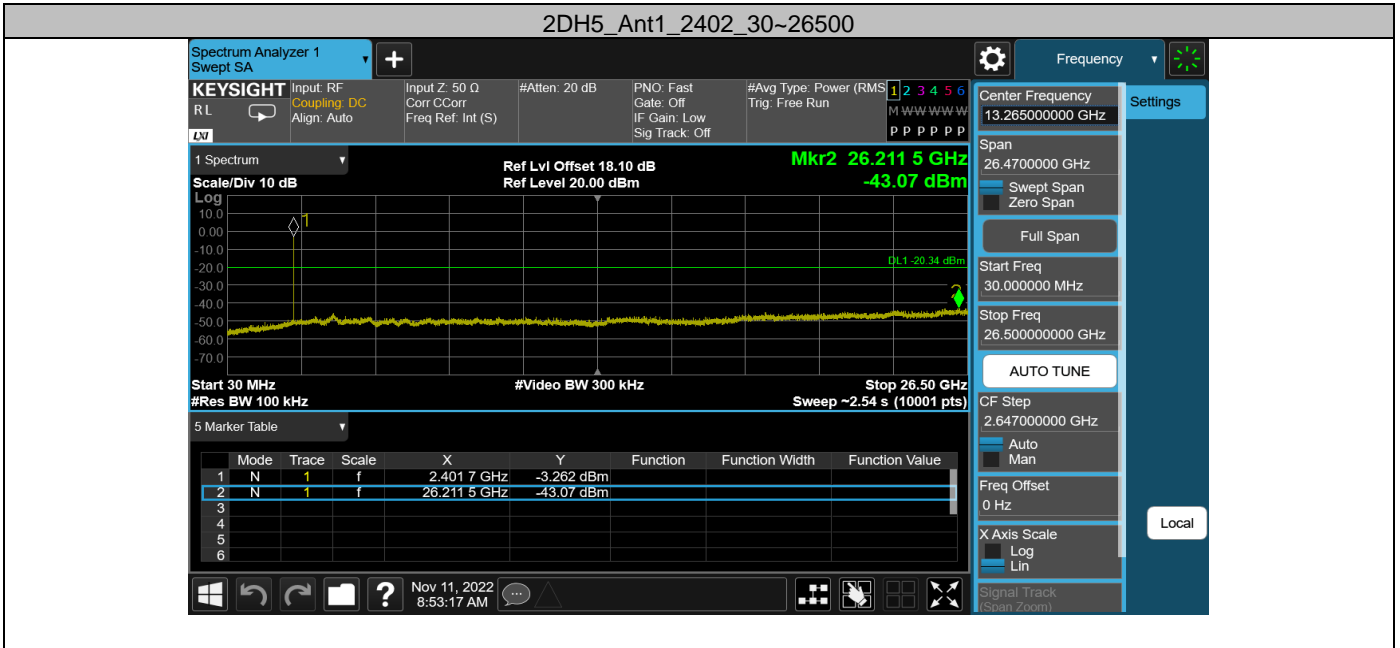 2DH5_Ant1_2402_30~26500
Spectrum Analyzer 1
Swept SA
+
Frequency
KEYSIGHT
R L
LXI
Input: RF
Coupling: DC
Align: Auto
Input Z: 50 Ω
Corr CCorr
Freq Ref: Int (S)
#Atten: 20 dB
PNO: Fast
Gate: Off
IF Gain: Low
Sig Track: Off
#Avg Type: Power (RMS
Trig: Free Run
1 2 3 4 5 6
M W W W W W
P P P P P P
1 Spectrum
Scale/Div 10 dB
Ref Lvl Offset 18.10 dB
Ref Level 20.00 dBm
Mkr2 26.211 5 GHz
-43.07 dBm
Log
10.0
0.00
-10.0
-20.0
-30.0
-40.0
-50.0
-60.0
-70.0
1
DL1 -20.34 dBm
2
Start 30 MHz
#Video BW 300 kHz
Stop 26.50 GHz
#Res BW 100 kHz
Sweep ~2.54 s (10001 pts)
5 Marker Table
Mode Trace Scale X Y Function Function Width Function Value
1 N 1 f 2.401 7 GHz -3.262 dBm
2 N 1 f 26.211 5 GHz -43.07 dBm
3
4
5
6
?
Nov 11, 2022
8:53:17 AM
Center Frequency
13.265000000 GHz
Span
26.4700000 GHz
Swept Span
Zero Span
Full Span
Start Freq
30.000000 MHz
Stop Freq
26.500000000 GHz
AUTO TUNE
CF Step
2.647000000 GHz
Auto
Man
Freq Offset
0 Hz
X Axis Scale
Log
Lin
Signal Track
(Span Zoom)
Settings
Local